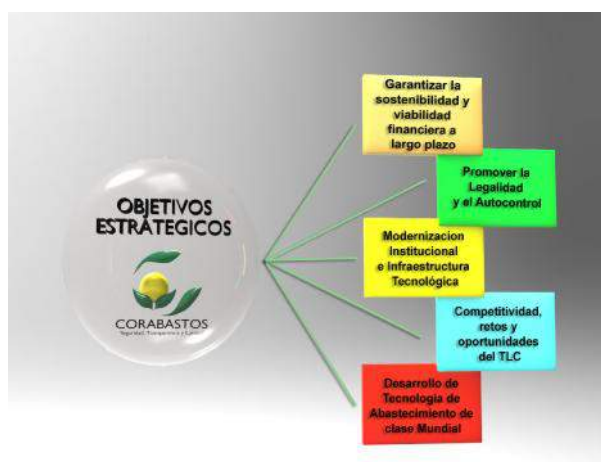 OBJETIVOS
ESTRÁTEGICOS
CORABASTOS
Garantizar la
sostenibilidad y
viabilidad
financiera a
largo plazo
Promover la
Legalidad
y el Autocontrol
Modernizacion
Institucional
e Infraestructura
Tecnológica
Competitividad,
retos y
oportunidades
del TLC
Desarrollo de
Tecnologia de
Abastecimiento de
clase Mundial